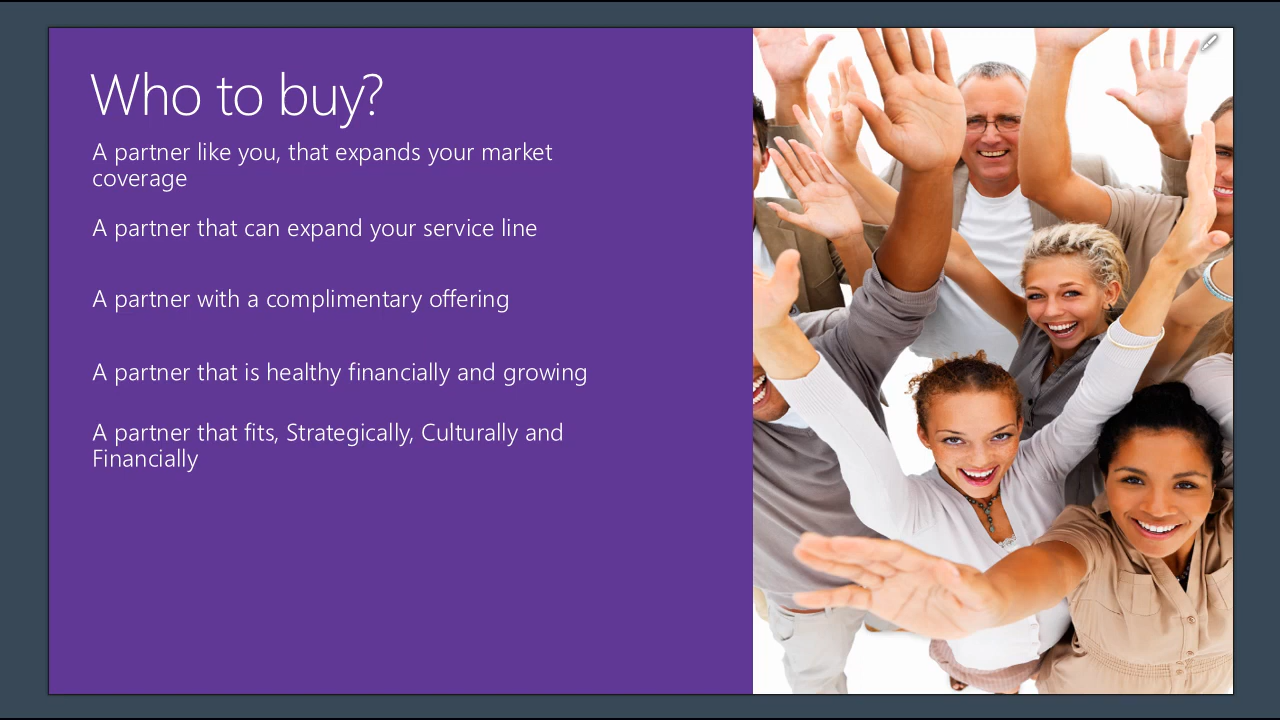 Who to buy?
A partner like you, that expands your market
coverage
A partner that can expand your service line
A partner with a complimentary offering
A partner that is healthy financially and growing
A partner that fits, Strategically, Culturally and
Financially